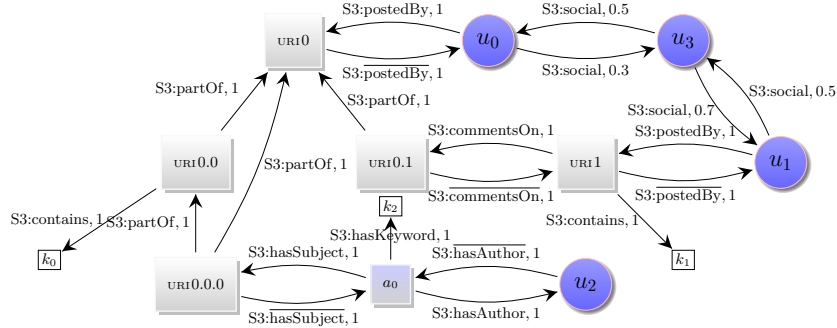 S3:postedBy, 1
S3:social, 0.5
URI0
u0
u3
S3:postedBy, 1
S3:social, 0.3
S3:partOf, 1
S3:partOf, 1
S3:social, 0.5
S3:social, 0.7
S3:commentsOn, 1
S3:postedBy, 1
URI0.0
S3:partOf, 1
URI0.1
URI1
u1
S3:commentsOn, 1
S3:postedBy, 1
k2
S3:contains, 1
S3:partOf, 1
S3:contains, 1
S3:hasKeyword, 1
k0
S3:hasSubject, 1
S3:hasAuthor, 1
k1
URI0.0.0
a0
u2
S3:hasSubject, 1
S3:hasAuthor, 1